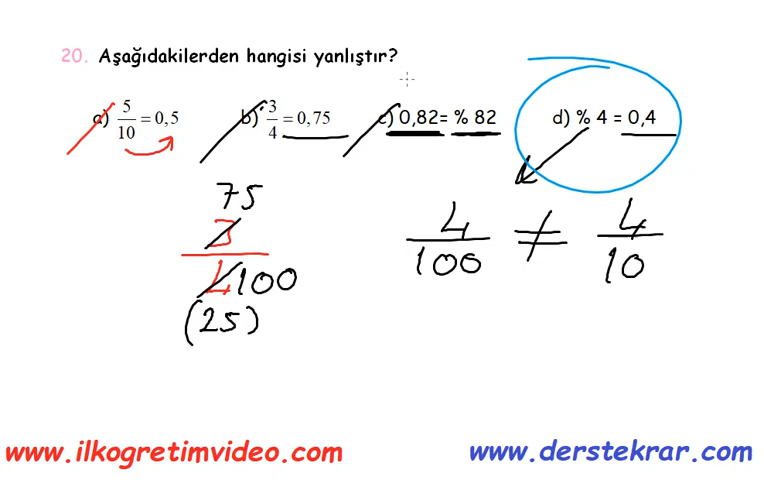 20. Aşağıdakilerden hangisi yanlıştır?
a) 5/10 = 0,5 b) 3/4 = 0,75 c) 0,82= % 82 d) % 4 = 0,4
75
3/4 100
(25)
4/100 ≠ 4/10
www.ilkogretimvideo.com www.derstekrar.com